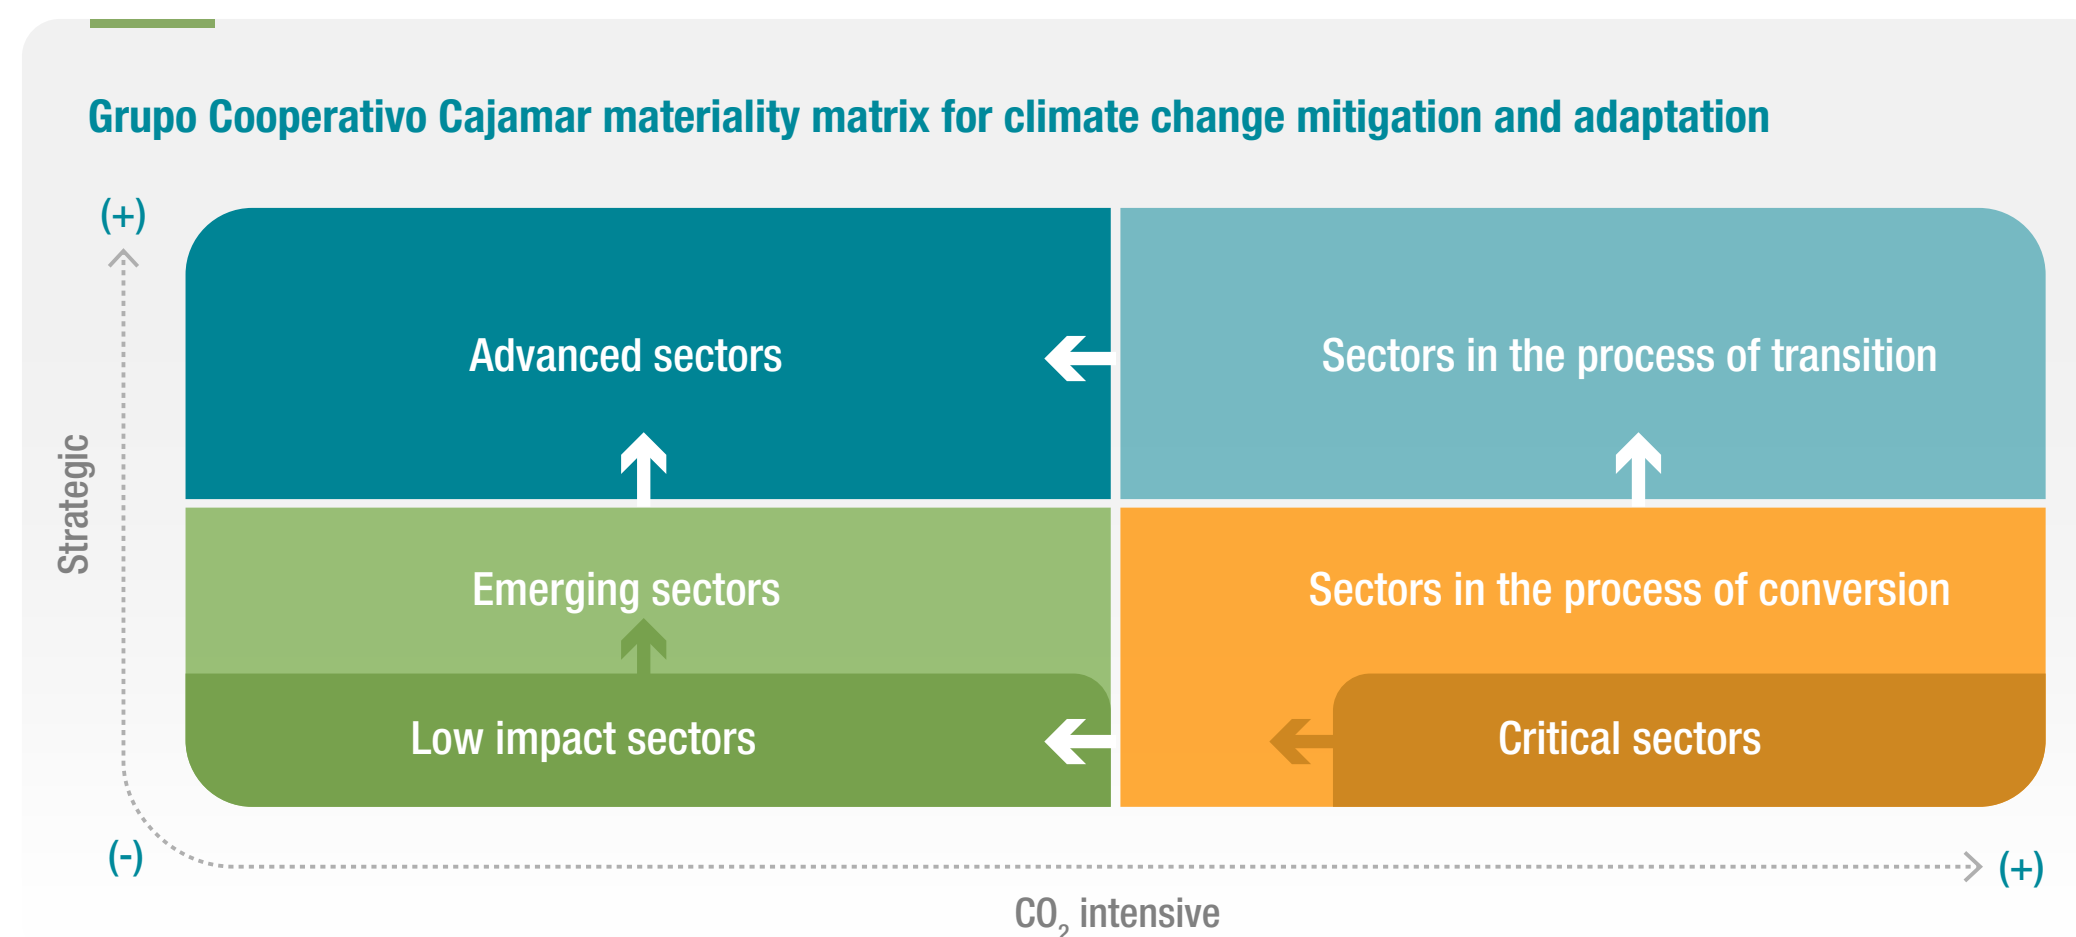 Grupo Cooperativo Cajamar materiality matrix for climate change mitigation and adaptation
(+)
Strategic
Advanced sectors
Sectors in the process of transition
Emerging sectors
Sectors in the process of conversion
Low impact sectors
Critical sectors
(-)
(+)
CO₂ intensive